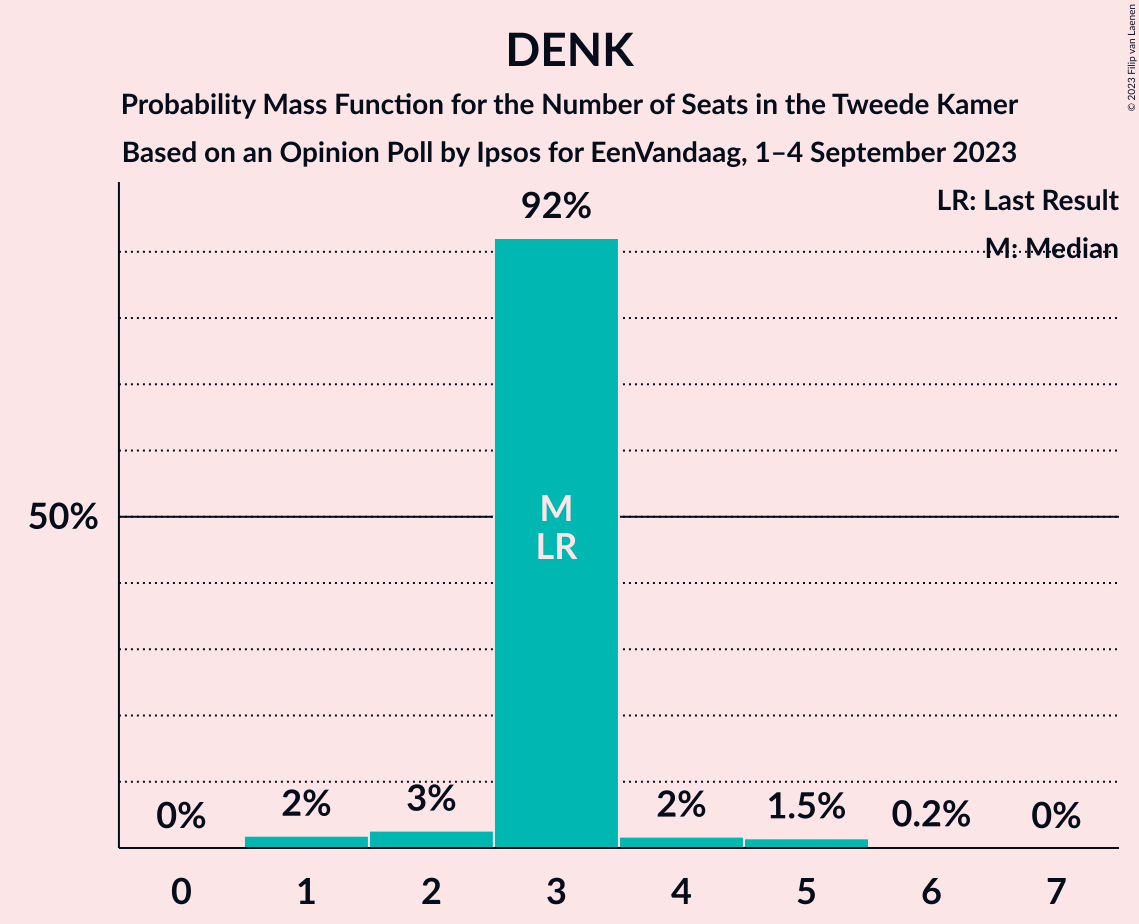 DENK
Probability Mass Function for the Number of Seats in the Tweede Kamer
Based on an Opinion Poll by Ipsos for EenVandaag, 1–4 September 2023
© 2023 Filip van Laenen
LR: Last Result
M: Median
92%
50%
M
LR
0%
2%
3%
2%
1.5%
0.2%
0%
0 1 2 3 4 5 6 7